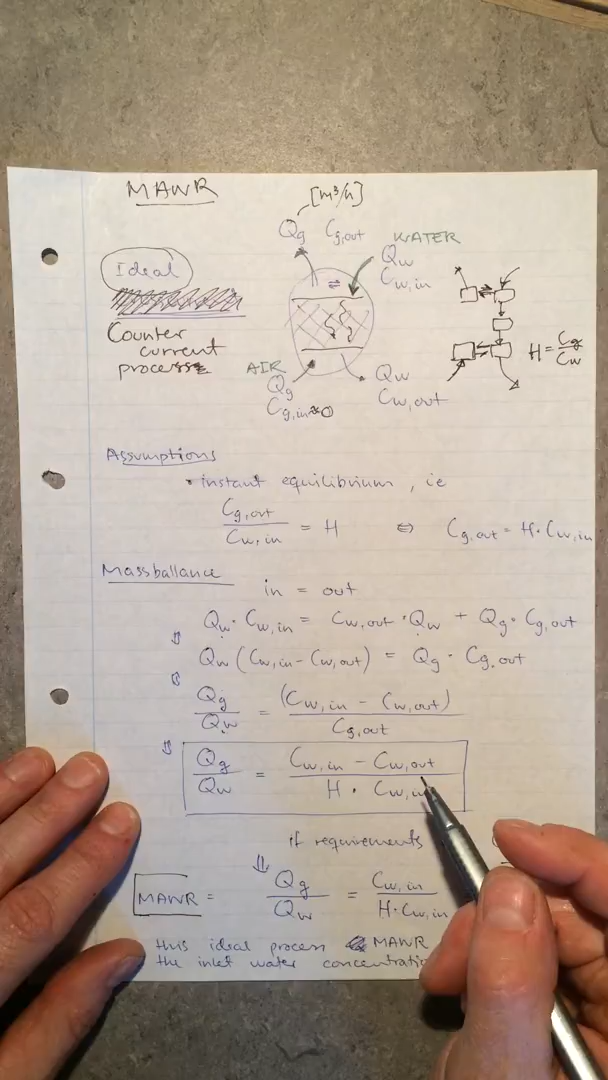 MAWR
[m³/h]
Qg Cg,out
WATER
Qw
Cw,in
Ideal
Counter
current
process
AIR
Qg
Cg,in≈0
Qw
Cw,out
H = Cg/Cw
Assumptions
• instant equilibrium, ie
Cg,out/Cw,in = H ⇔ Cg,out = H·Cw,in
Massballance
in = out
Qw·Cw,in = Cw,out·Qw + Qg·Cg,out
Qw(Cw,in - Cw,out) = Qg·Cg,out
Qg/Qw = (Cw,in - Cw,out)/Cg,out
Qg/Qw = Cw,in - Cw,out/H·Cw,in
if requirements
MAWR = Qg/Qw = Cw,in/H·Cw,in
this ideal process MAWR
the inlet water concentratio